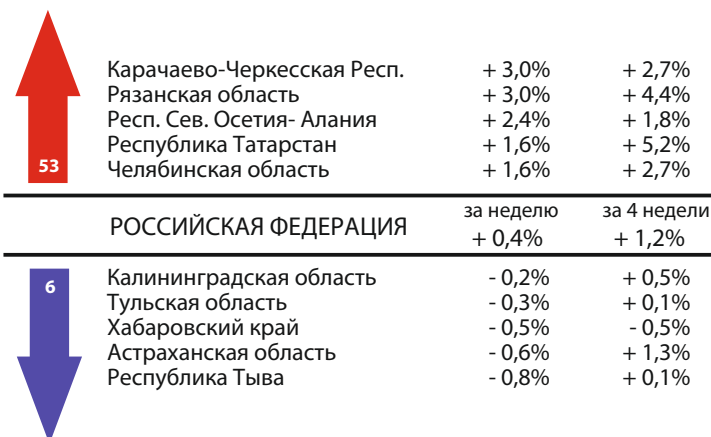 Карачаево-Черкесская Респ. + 3,0% + 2,7%
Рязанская область + 3,0% + 4,4%
Респ. Сев. Осетия- Алания + 2,4% + 1,8%
Республика Татарстан + 1,6% + 5,2%
53 Челябинская область + 1,6% + 2,7%
за неделю за 4 недели
РОССИЙСКАЯ ФЕДЕРАЦИЯ + 0,4% + 1,2%
6 Калининградская область - 0,2% + 0,5%
Тульская область - 0,3% + 0,1%
Хабаровский край - 0,5% - 0,5%
Астраханская область - 0,6% + 1,3%
Республика Тыва - 0,8% + 0,1%